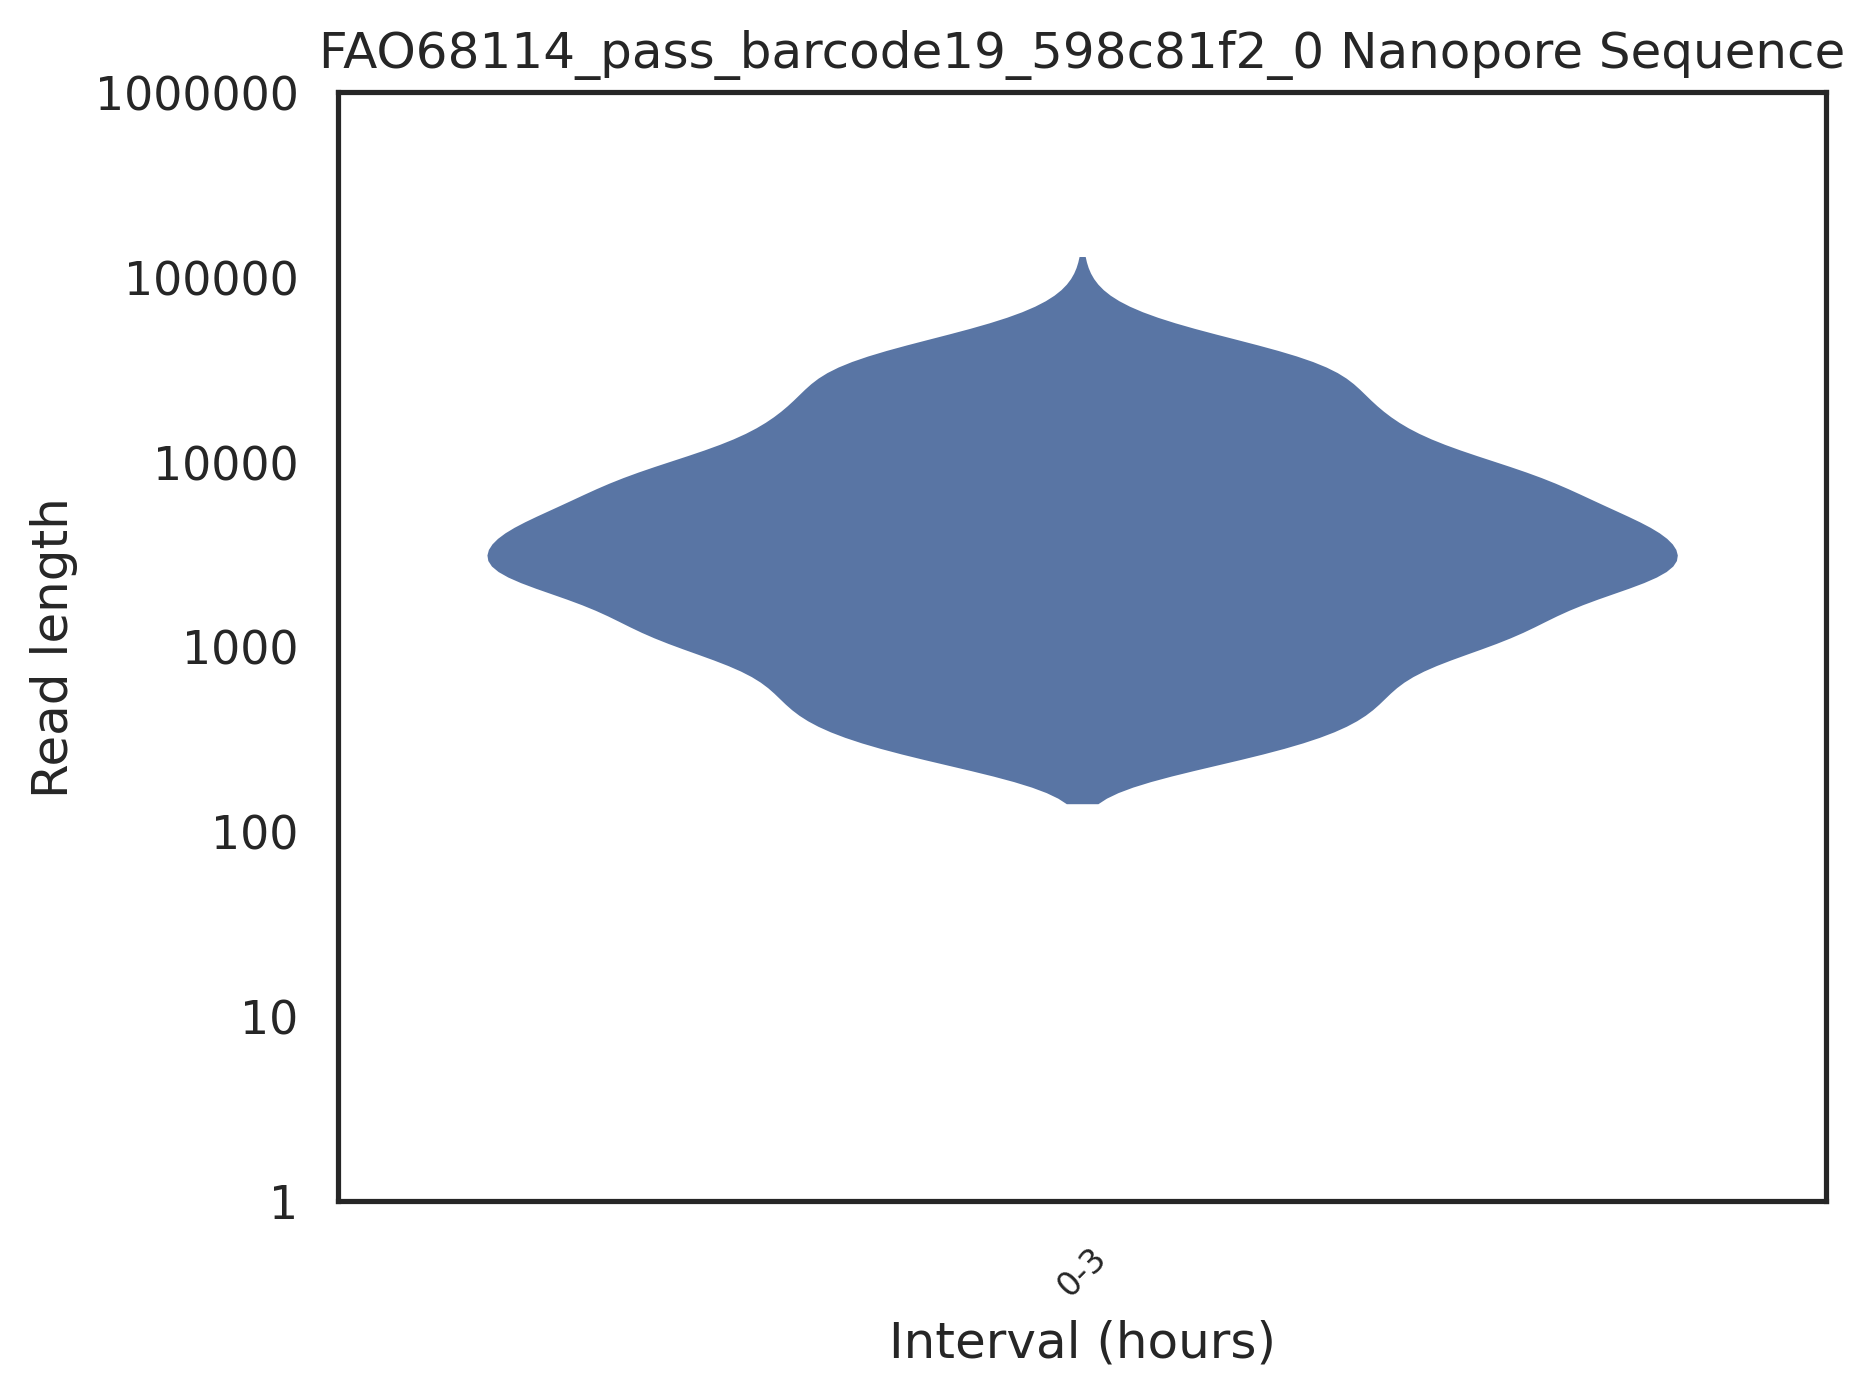 FAO68114_pass_barcode19_598c81f2_0 Nanopore Sequence
1000000
100000
10000
1000
100
10
1
Read length
0-3
Interval (hours)